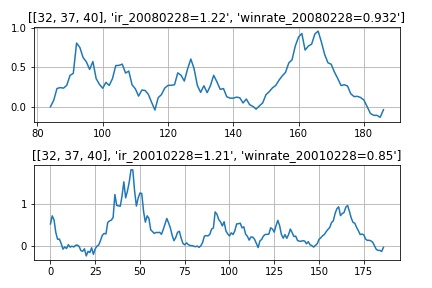 [[32, 37, 40], 'ir_20080228=1.22', 'winrate_20080228=0.932']
1.0
0.5
0.0
80 100 120 140 160 180
[[32, 37, 40], 'ir_20010228=1.21', 'winrate_20010228=0.85']
1
0
0 25 50 75 100 125 150 175